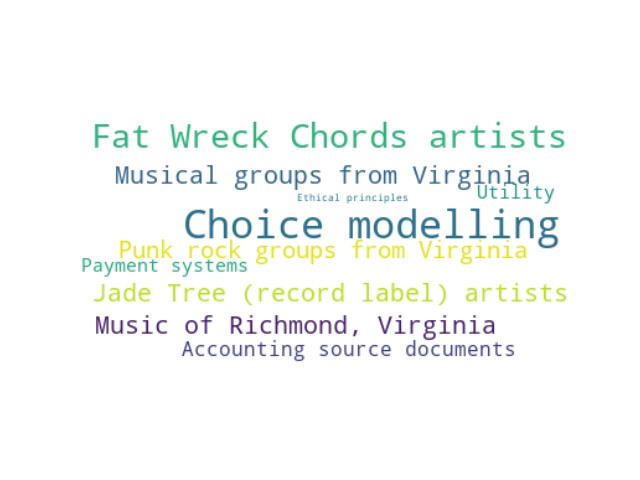 Fat Wreck Chords artists
Musical groups from Virginia
Utility
Ethical principles
Choice modelling
Punk rock groups from Virginia
Payment systems
Jade Tree (record label) artists
Music of Richmond, Virginia
Accounting source documents